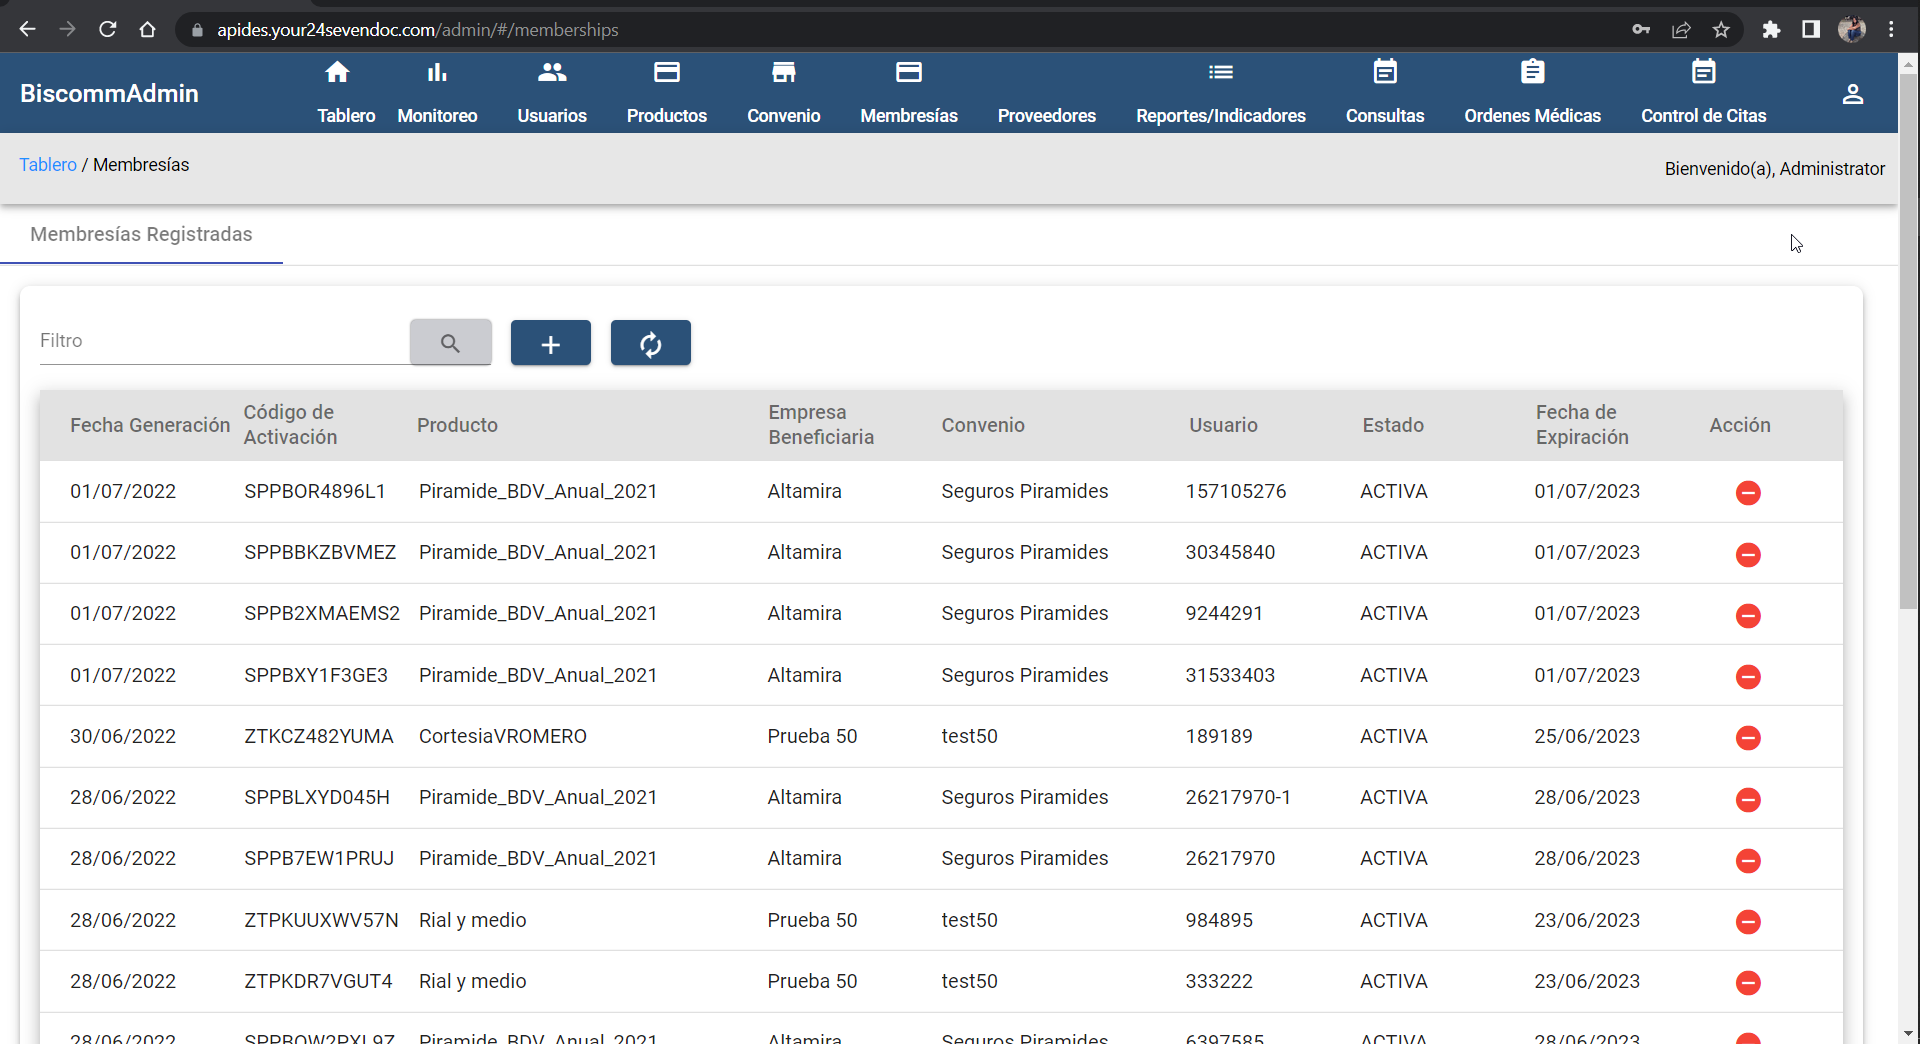 apides.your24sevendoc.com/admin/#/memberships
BiscommAdmin
Tablero Monitoreo Usuarios Productos Convenio Membresías Proveedores Reportes/Indicadores Consultas Ordenes Médicas Control de Citas
Tablero / Membresías
Bienvenido(a), Administrator
Membresías Registradas
Filtro
Fecha Generación Código de Activación Producto Empresa Beneficiaria Convenio Usuario Estado Fecha de Expiración Acción
01/07/2022 SPPBOR4896L1 Piramide_BDV_Anual_2021 Altamira Seguros Piramides 157105276 ACTIVA 01/07/2023
01/07/2022 SPPBBKZBVMEZ Piramide_BDV_Anual_2021 Altamira Seguros Piramides 30345840 ACTIVA 01/07/2023
01/07/2022 SPPB2XMAEMS2 Piramide_BDV_Anual_2021 Altamira Seguros Piramides 9244291 ACTIVA 01/07/2023
01/07/2022 SPPBXY1F3GE3 Piramide_BDV_Anual_2021 Altamira Seguros Piramides 31533403 ACTIVA 01/07/2023
30/06/2022 ZTKCZ482YUMA CortesiaVROMERO Prueba 50 test50 189189 ACTIVA 25/06/2023
28/06/2022 SPPBLXYD045H Piramide_BDV_Anual_2021 Altamira Seguros Piramides 26217970-1 ACTIVA 28/06/2023
28/06/2022 SPPB7EW1PRUJ Piramide_BDV_Anual_2021 Altamira Seguros Piramides 26217970 ACTIVA 28/06/2023
28/06/2022 ZTPKUUXWV57N Rial y medio Prueba 50 test50 984895 ACTIVA 23/06/2023
28/06/2022 ZTPKDR7VGUT4 Rial y medio Prueba 50 test50 333222 ACTIVA 23/06/2023
28/06/2022 Piramide_BDV_Anual_2021 Altamira Seguros Piramides 6397585 ACTIVA 28/06/2023